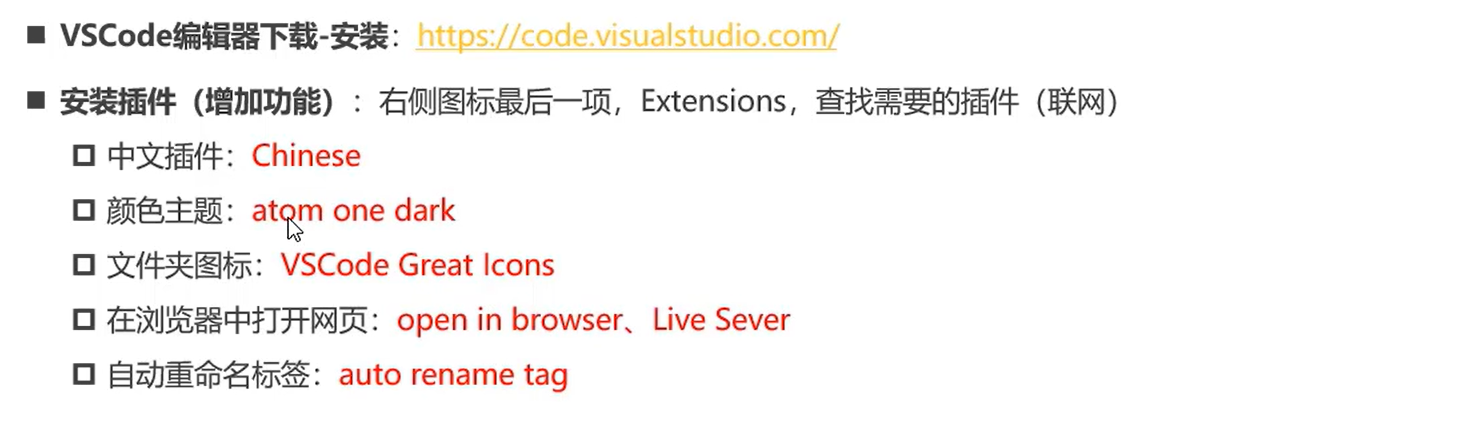 VSCode编辑器下载-安装：https://code.visualstudio.com/
安装插件（增加功能）：右侧图标最后一项，Extensions，查找需要的插件（联网）
中文插件：Chinese
颜色主题：atom one dark
文件夹图标：VSCode Great Icons
在浏览器中打开网页：open in browser、Live Sever
自动重命名标签：auto rename tag